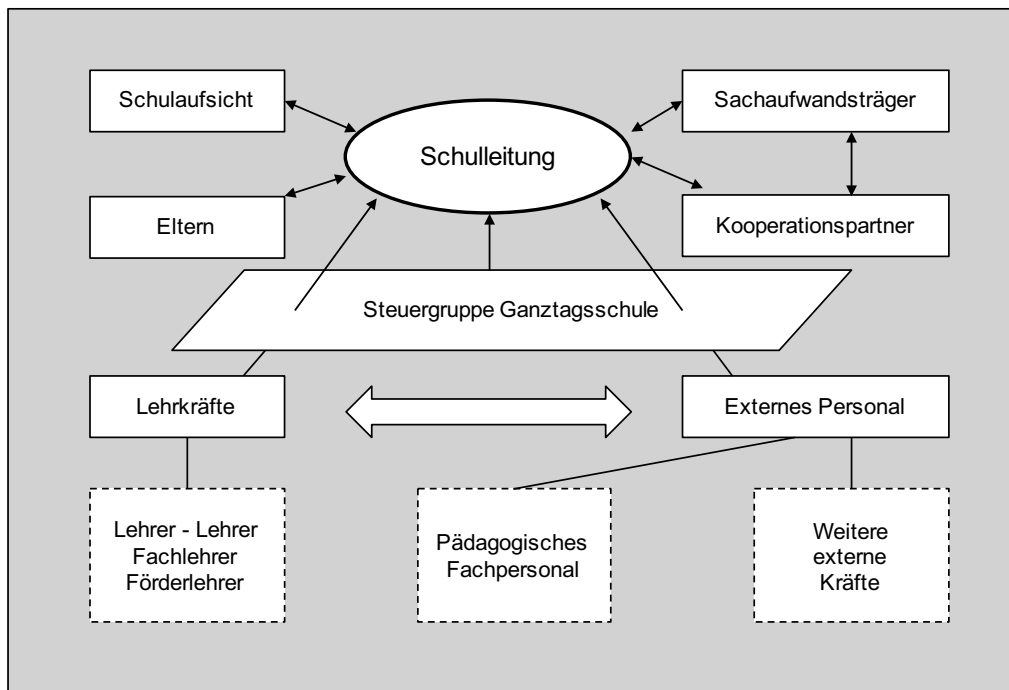 Schulaufsicht
Sachaufwandsträger
Schulleitung
Eltern
Kooperationspartner
Steuergruppe Ganztagsschule
Lehrkräfte
Externes Personal
Lehrer - Lehrer
Fachlehrer
Förderlehrer
Pädagogisches
Fachpersonal
Weitere
externe
Kräfte